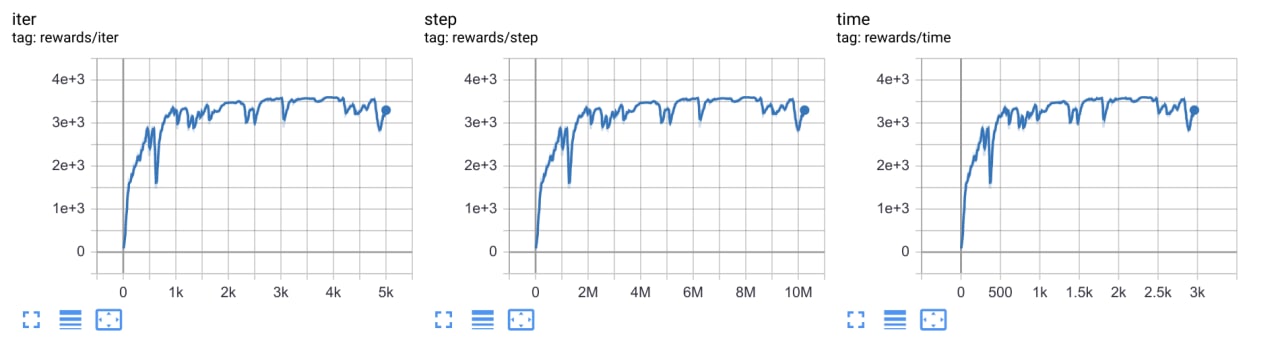 iter
tag: rewards/iter
4e+3
3e+3
2e+3
1e+3
0
0 1k 2k 3k 4k 5k
step
tag: rewards/step
4e+3
3e+3
2e+3
1e+3
0
0 2M 4M 6M 8M 10M
time
tag: rewards/time
4e+3
3e+3
2e+3
1e+3
0
0 500 1k 1.5k 2k 2.5k 3k